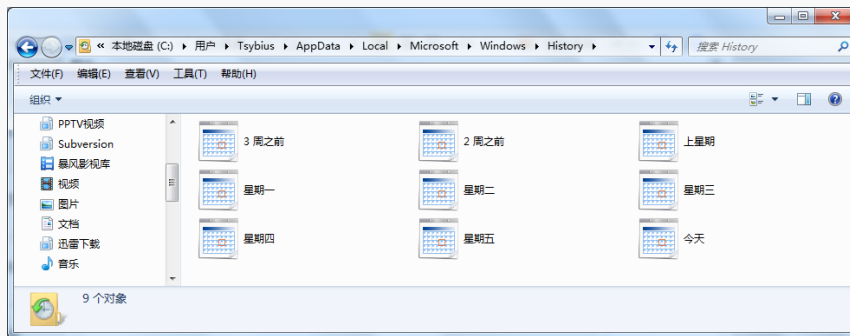 « 本地磁盘 (C:) ▸ 用户 ▸ Tsybius ▸ AppData ▸ Local ▸ Microsoft ▸ Windows ▸ History ▸ 搜索 History
文件(F) 编辑(E) 查看(V) 工具(T) 帮助(H)
组织
PPTV视频
Subversion
暴风影视库
视频
图片
文档
迅雷下载
音乐
3 周之前 2 周之前 上星期
星期一 星期二 星期三
星期四 星期五 今天
9 个对象